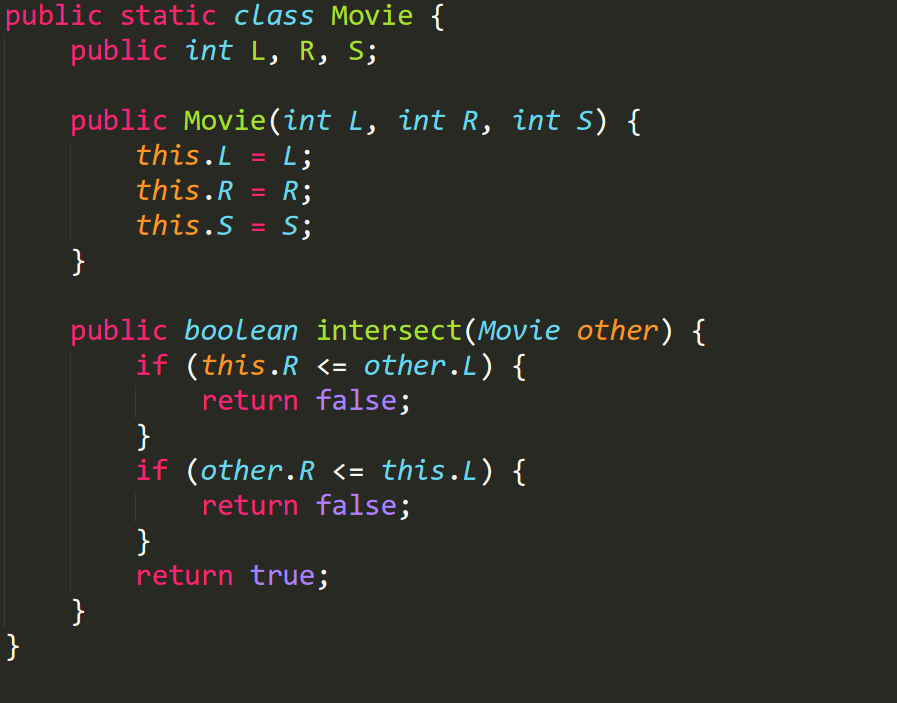 public static class Movie {
    public int L, R, S;

    public Movie(int L, int R, int S) {
        this.L = L;
        this.R = R;
        this.S = S;
    }

    public boolean intersect(Movie other) {
        if (this.R <= other.L) {
            return false;
        }
        if (other.R <= this.L) {
            return false;
        }
        return true;
    }
}